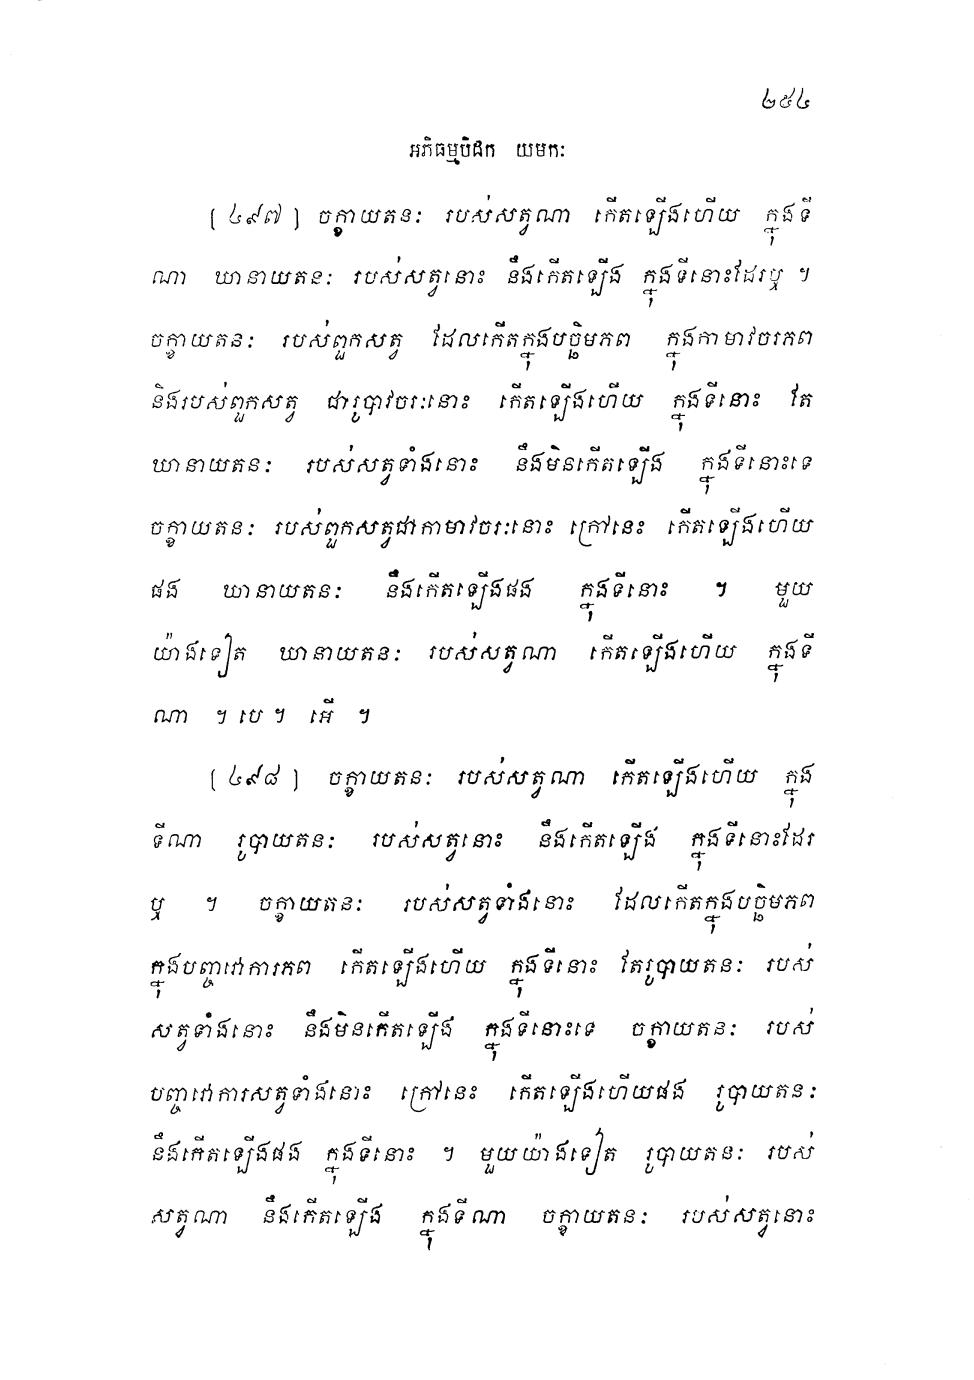 ២៥៤
អភិធម្មបិដក យមកៈ
[ ៤៩៧ ] ចក្ខាយតនៈ របស់សត្វណា កើតឡើងហើយ ក្នុងទី
ណា ឃានាយតនៈ របស់សត្វនោះ នឹងកើតឡើង ក្នុងទីនោះដែរឬ ។
ចក្ខាយតនៈ របស់ពួកសត្វ ដែលកើតក្នុងបច្ឆិមភព ក្នុងកាមាវចរភព
និងរបស់ពួកសត្វ ជារូបាវចរៈនោះ កើតឡើងហើយ ក្នុងទីនោះ តែ
ឃានាយតនៈ របស់សត្វទាំងនោះ នឹងមិនកើតឡើង ក្នុងទីនោះទេ
ចក្ខាយតនៈ របស់ពួកសត្វជាកាមាវចរៈនោះ ក្រៅនេះ កើតឡើងហើយ
ផង ឃានាយតនៈ នឹងកើតឡើងផង ក្នុងទីនោះ ។ មួយ
យ៉ាងទៀត ឃានាយតនៈ របស់សត្វណា កើតឡើងហើយ ក្នុងទី
ណា ។ បេ ។ អើ ។
[ ៤៩៨ ] ចក្ខាយតនៈ របស់សត្វណា កើតឡើងហើយ ក្នុង
ទីណា រូបាយតនៈ របស់សត្វនោះ នឹងកើតឡើង ក្នុងទីនោះដែរ
ឬ ។ ចក្ខាយតនៈ របស់សត្វទាំងនោះ ដែលកើតក្នុងបច្ឆិមភព
ក្នុងបញ្ចវោការភព កើតឡើងហើយ ក្នុងទីនោះ តែរូបាយតនៈ របស់
សត្វទាំងនោះ នឹងមិនកើតឡើង ក្នុងទីនោះទេ ចក្ខាយតនៈ របស់
បញ្ចវោការសត្វទាំងនោះ ក្រៅនេះ កើតឡើងហើយផង រូបាយតនៈ
នឹងកើតឡើងផង ក្នុងទីនោះ ។ មួយយ៉ាងទៀត រូបាយតនៈ របស់
សត្វណា នឹងកើតឡើង ក្នុងទីណា ចក្ខាយតនៈ របស់សត្វនោះ